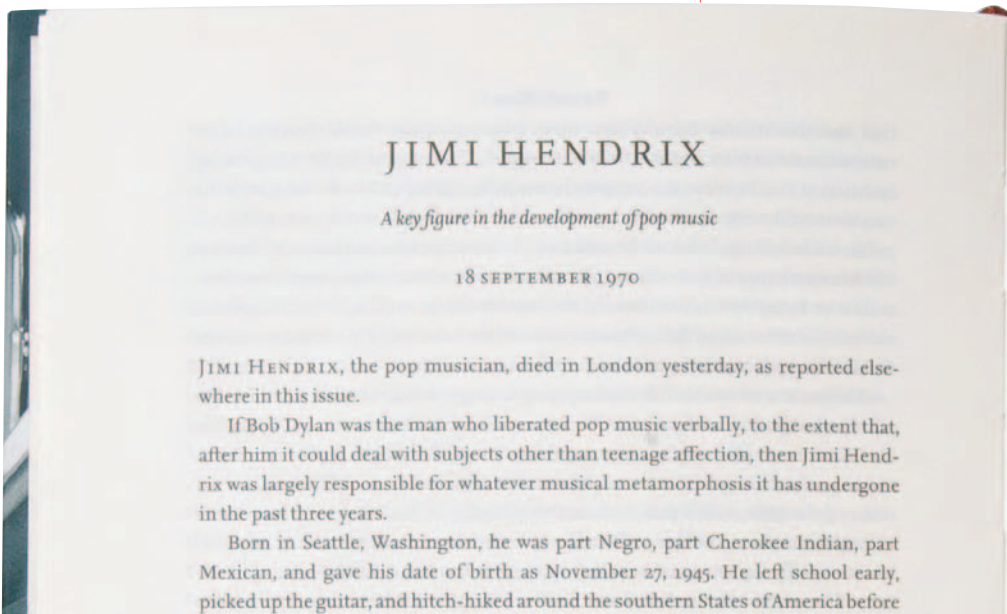 JIMI HENDRIX
A key figure in the development of pop music
18 SEPTEMBER 1970
JIMI HENDRIX, the pop musician, died in London yesterday, as reported else-
where in this issue.
If Bob Dylan was the man who liberated pop music verbally, to the extent that,
after him it could deal with subjects other than teenage affection, then Jimi Hend-
rix was largely responsible for whatever musical metamorphosis it has undergone
in the past three years.
Born in Seattle, Washington, he was part Negro, part Cherokee Indian, part
Mexican, and gave his date of birth as November 27, 1945. He left school early,
picked up the guitar, and hitch-hiked around the southern States of America before